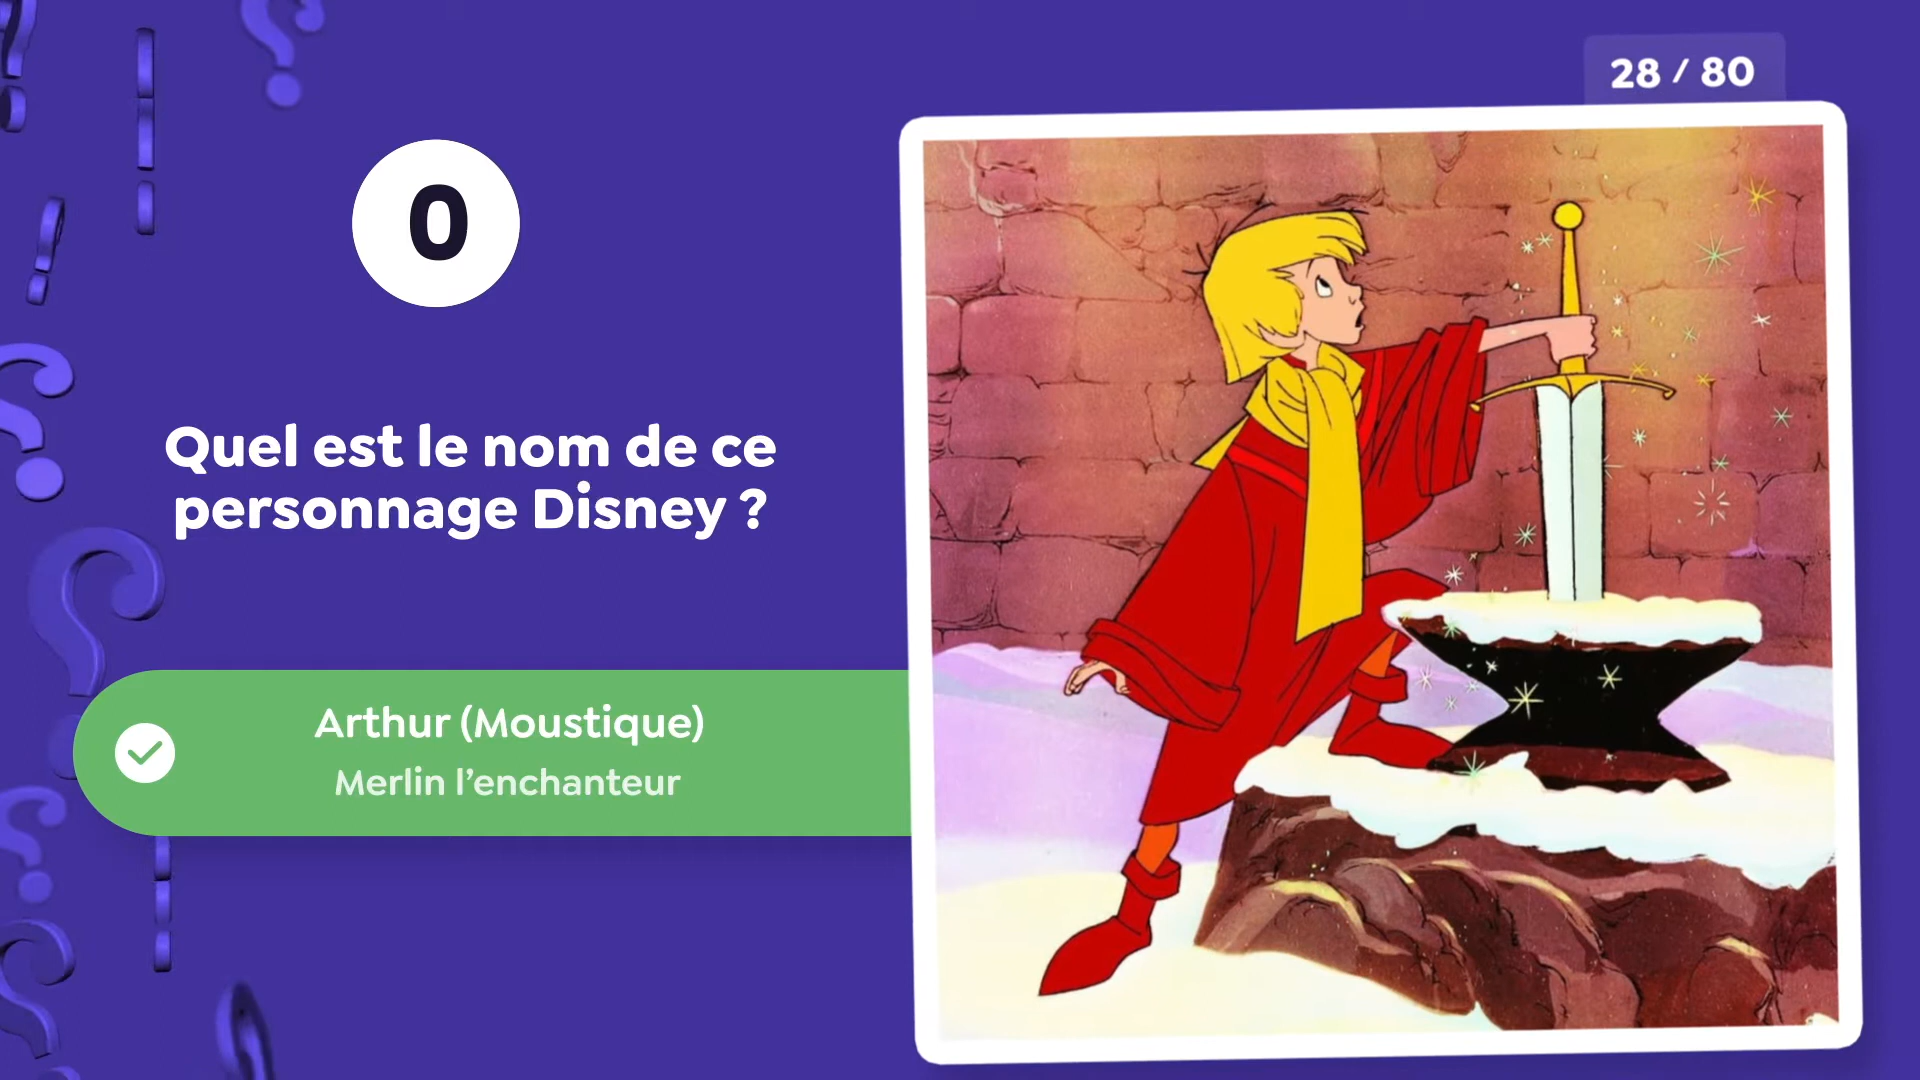 28 / 80
0
Quel est le nom de ce
personnage Disney ?
Arthur (Moustique)
Merlin l’enchanteur